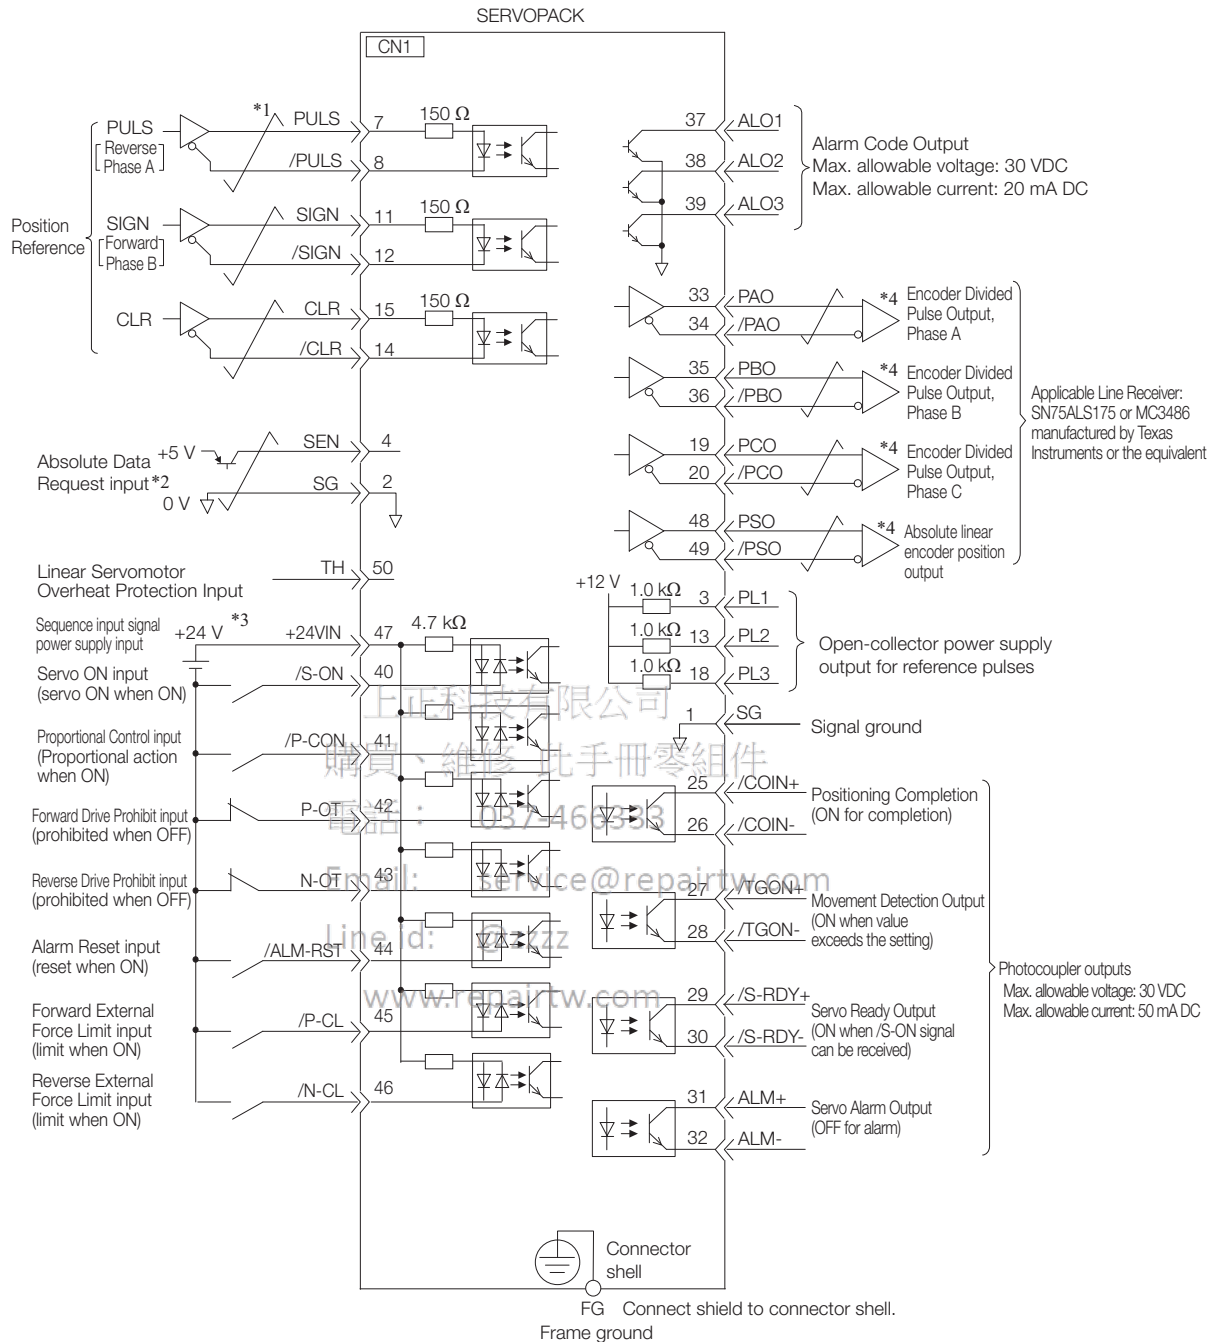 SERVOPACK
CN1
Position
Reference
PULS
Reverse
Phase A
*1
PULS
7
150 Ω
/PULS
8
SIGN
Forward
Phase B
SIGN
11
150 Ω
/SIGN
12
CLR
CLR
15
150 Ω
/CLR
14
Absolute Data
Request input*2
+5 V
SEN
4
0 V
SG
2
Linear Servomotor
Overheat Protection Input
TH
50
Sequence input signal
power supply input
+24 V
*3
+24VIN
47
4.7 kΩ
Servo ON input
(servo ON when ON)
/S-ON
40
Proportional Control input
(Proportional action
when ON)
/P-CON
41
Forward Drive Prohibit input
(prohibited when OFF)
P-OT
42
Reverse Drive Prohibit input
(prohibited when OFF)
N-OT
43
Alarm Reset input
(reset when ON)
/ALM-RST
44
Forward External
Force Limit input
(limit when ON)
/P-CL
45
Reverse External
Force Limit input
(limit when ON)
/N-CL
46
37
ALO1
38
ALO2
39
ALO3
Alarm Code Output
Max. allowable voltage: 30 VDC
Max. allowable current: 20 mA DC
33
PAO
34
/PAO
*4
Encoder Divided
Pulse Output,
Phase A
35
PBO
36
/PBO
*4
Encoder Divided
Pulse Output,
Phase B
19
PCO
20
/PCO
*4
Encoder Divided
Pulse Output,
Phase C
48
PSO
49
/PSO
*4
Absolute linear
encoder position
output
Applicable Line Receiver:
SN75ALS175 or MC3486
manufactured by Texas
Instruments or the equivalent
+12 V
1.0 kΩ
3
PL1
1.0 kΩ
13
PL2
1.0 kΩ
18
PL3
Open-collector power supply
output for reference pulses
1
SG
Signal ground
25
/COIN+
26
/COIN-
Positioning Completion
(ON for completion)
27
/TGON+
28
/TGON-
Movement Detection Output
(ON when value
exceeds the setting)
29
/S-RDY+
30
/S-RDY-
Servo Ready Output
(ON when /S-ON signal
can be received)
31
ALM+
32
ALM-
Servo Alarm Output
(OFF for alarm)
Photocoupler outputs
Max. allowable voltage: 30 VDC
Max. allowable current: 50 mA DC
上正科技有限公司
購買、維修 此手冊零組件
電話： 037-466333
Email: service@repairtw.com
Line id: @zzzz
www.repairtw.com
Connector
shell
FG Connect shield to connector shell.
Frame ground